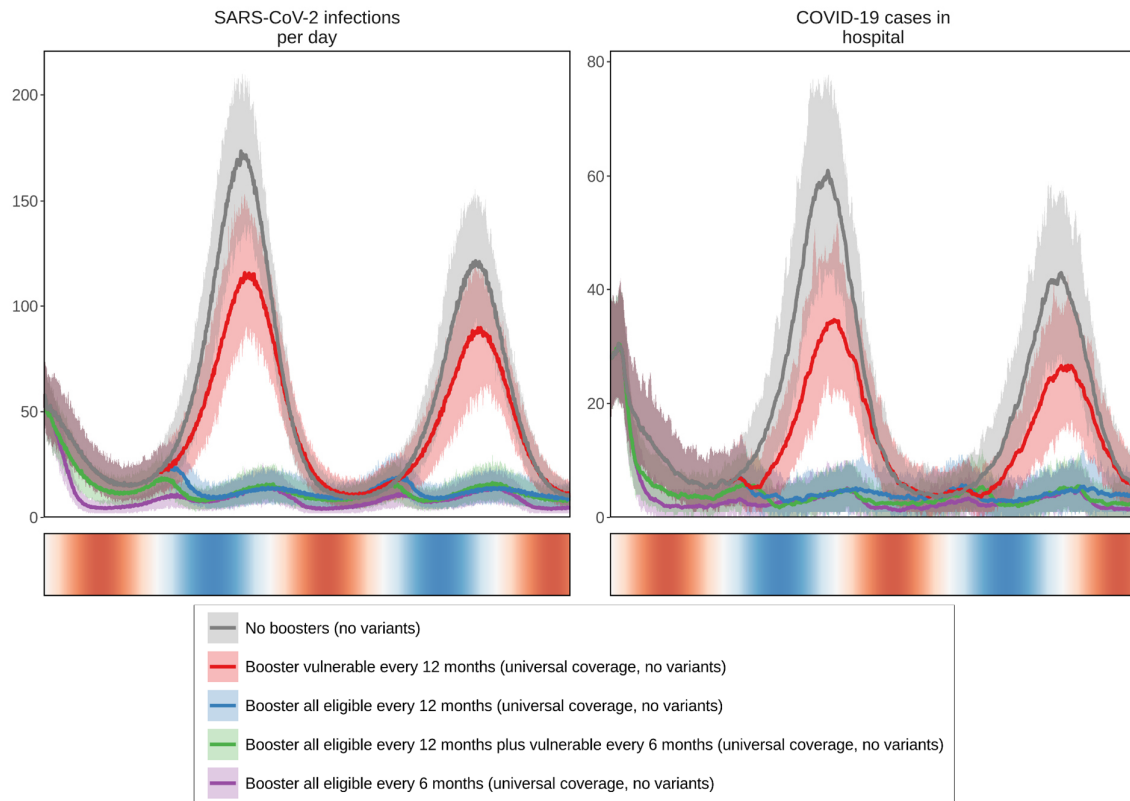 SARS-CoV-2 infections
per day
COVID-19 cases in
hospital
200
150
100
50
0
80
60
40
20
0
No boosters (no variants)
Booster vulnerable every 12 months (universal coverage, no variants)
Booster all eligible every 12 months (universal coverage, no variants)
Booster all eligible every 12 months plus vulnerable every 6 months (universal coverage, no variants)
Booster all eligible every 6 months (universal coverage, no variants)